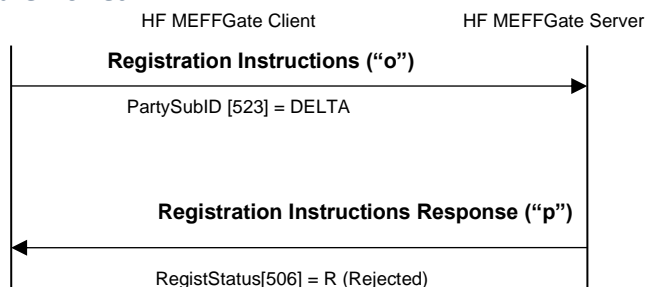 HF MEFFGate Client
HF MEFFGate Server
Registration Instructions (“o”)
PartySubID [523] = DELTA
Registration Instructions Response (“p”)
RegistStatus[506] = R (Rejected)